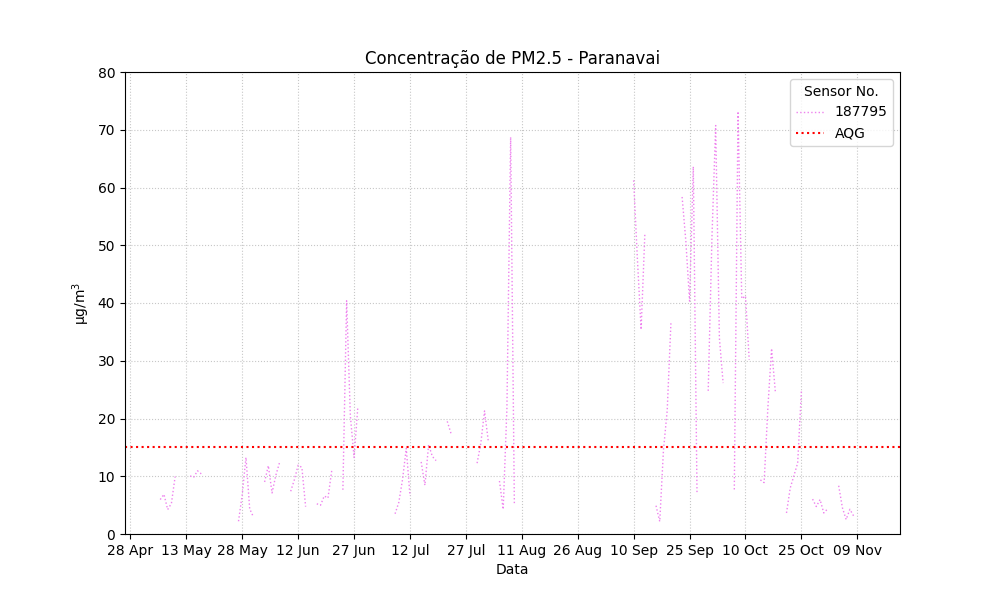 Concentração de PM2.5 - Paranavai
Sensor No.
187795
AQG
80
70
60
50
40
30
20
10
0
µg/m³
28 Apr 13 May 28 May 12 Jun 27 Jun 12 Jul 27 Jul 11 Aug 26 Aug 10 Sep 25 Sep 10 Oct 25 Oct 09 Nov
Data